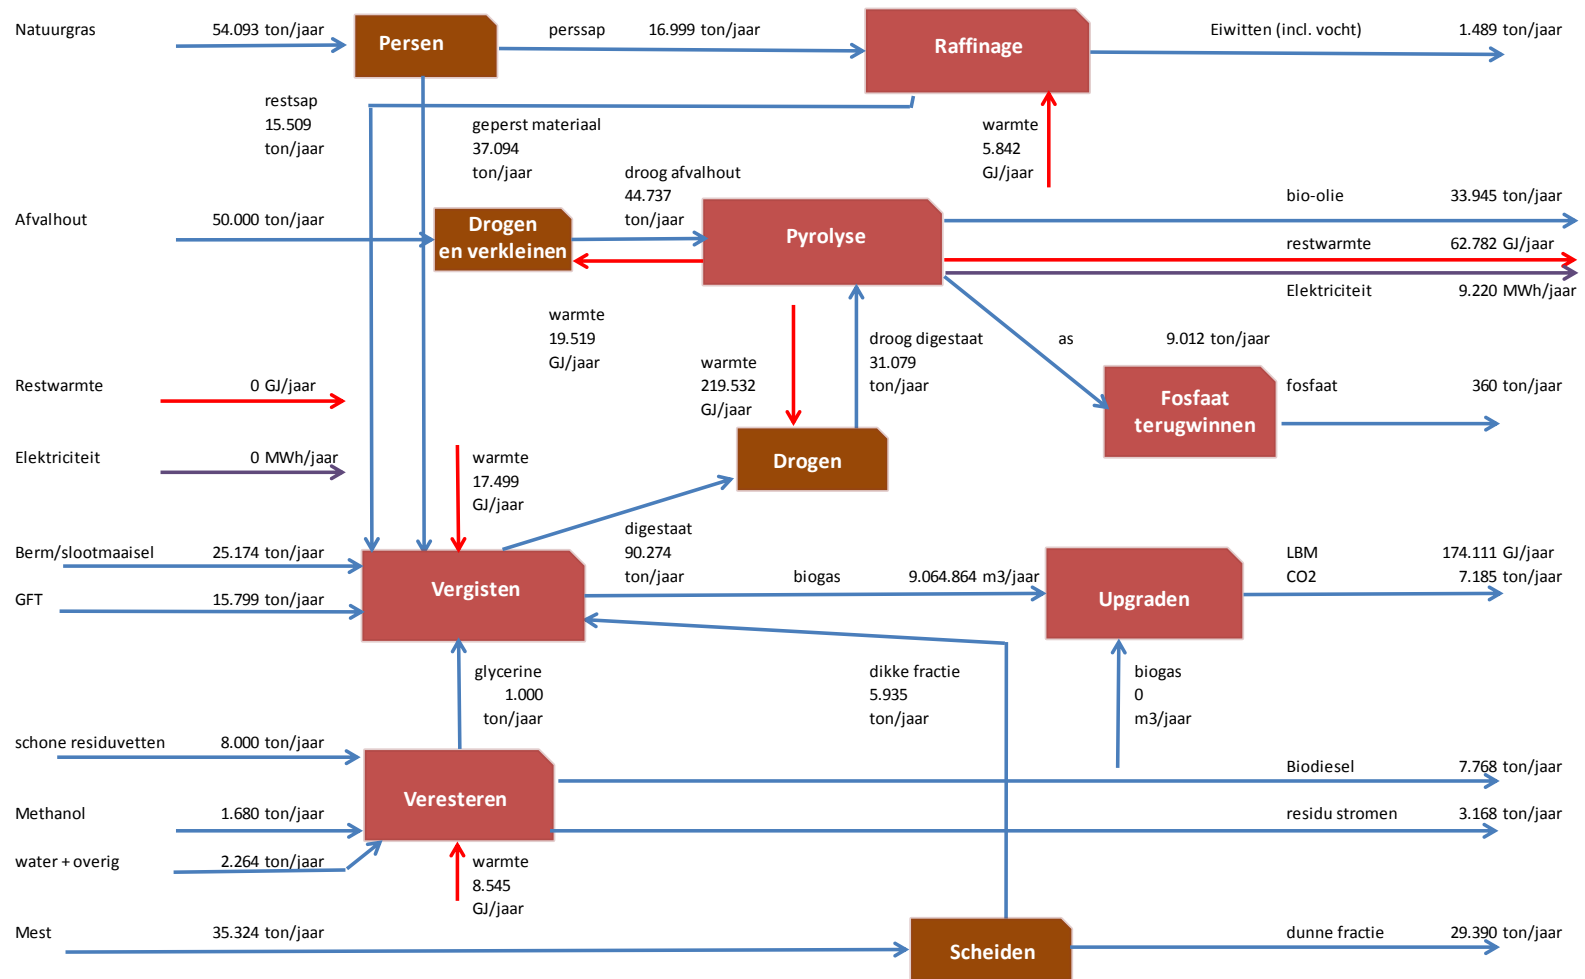 Natuurgras 54.093 ton/jaar
Persen
perssap 16.999 ton/jaar
Raffinage
Eiwitten (incl. vocht) 1.489 ton/jaar
restsap
15.509
ton/jaar
geperst materiaal
37.094
ton/jaar
warmte
5.842
GJ/jaar
droog afvalhout
44.737
ton/jaar
Afvalhout 50.000 ton/jaar
Drogen
en verkleinen
Pyrolyse
bio-olie 33.945 ton/jaar
restwarmte 62.782 GJ/jaar
Elektriciteit 9.220 MWh/jaar
warmte
19.519
GJ/jaar
warmte
219.532
GJ/jaar
droog digestaat
31.079
ton/jaar
as 9.012 ton/jaar
Restwarmte 0 GJ/jaar
Fosfaat
terugwinnen
fosfaat 360 ton/jaar
Elektriciteit 0 MWh/jaar
warmte
17.499
GJ/jaar
Drogen
digestaat
90.274
ton/jaar
Berm/slootmaaisel 25.174 ton/jaar
GFT 15.799 ton/jaar
Vergisten
biogas 9.064.864 m3/jaar
Upgraden
LBM 174.111 GJ/jaar
CO2 7.185 ton/jaar
glycerine
1.000
ton/jaar
dikke fractie
5.935
ton/jaar
biogas
0
m3/jaar
schone residuvetten 8.000 ton/jaar
Veresteren
Biodiesel 7.768 ton/jaar
Methanol 1.680 ton/jaar
residu stromen 3.168 ton/jaar
water + overig 2.264 ton/jaar
warmte
8.545
GJ/jaar
Mest 35.324 ton/jaar
Scheiden
dunne fractie 29.390 ton/jaar